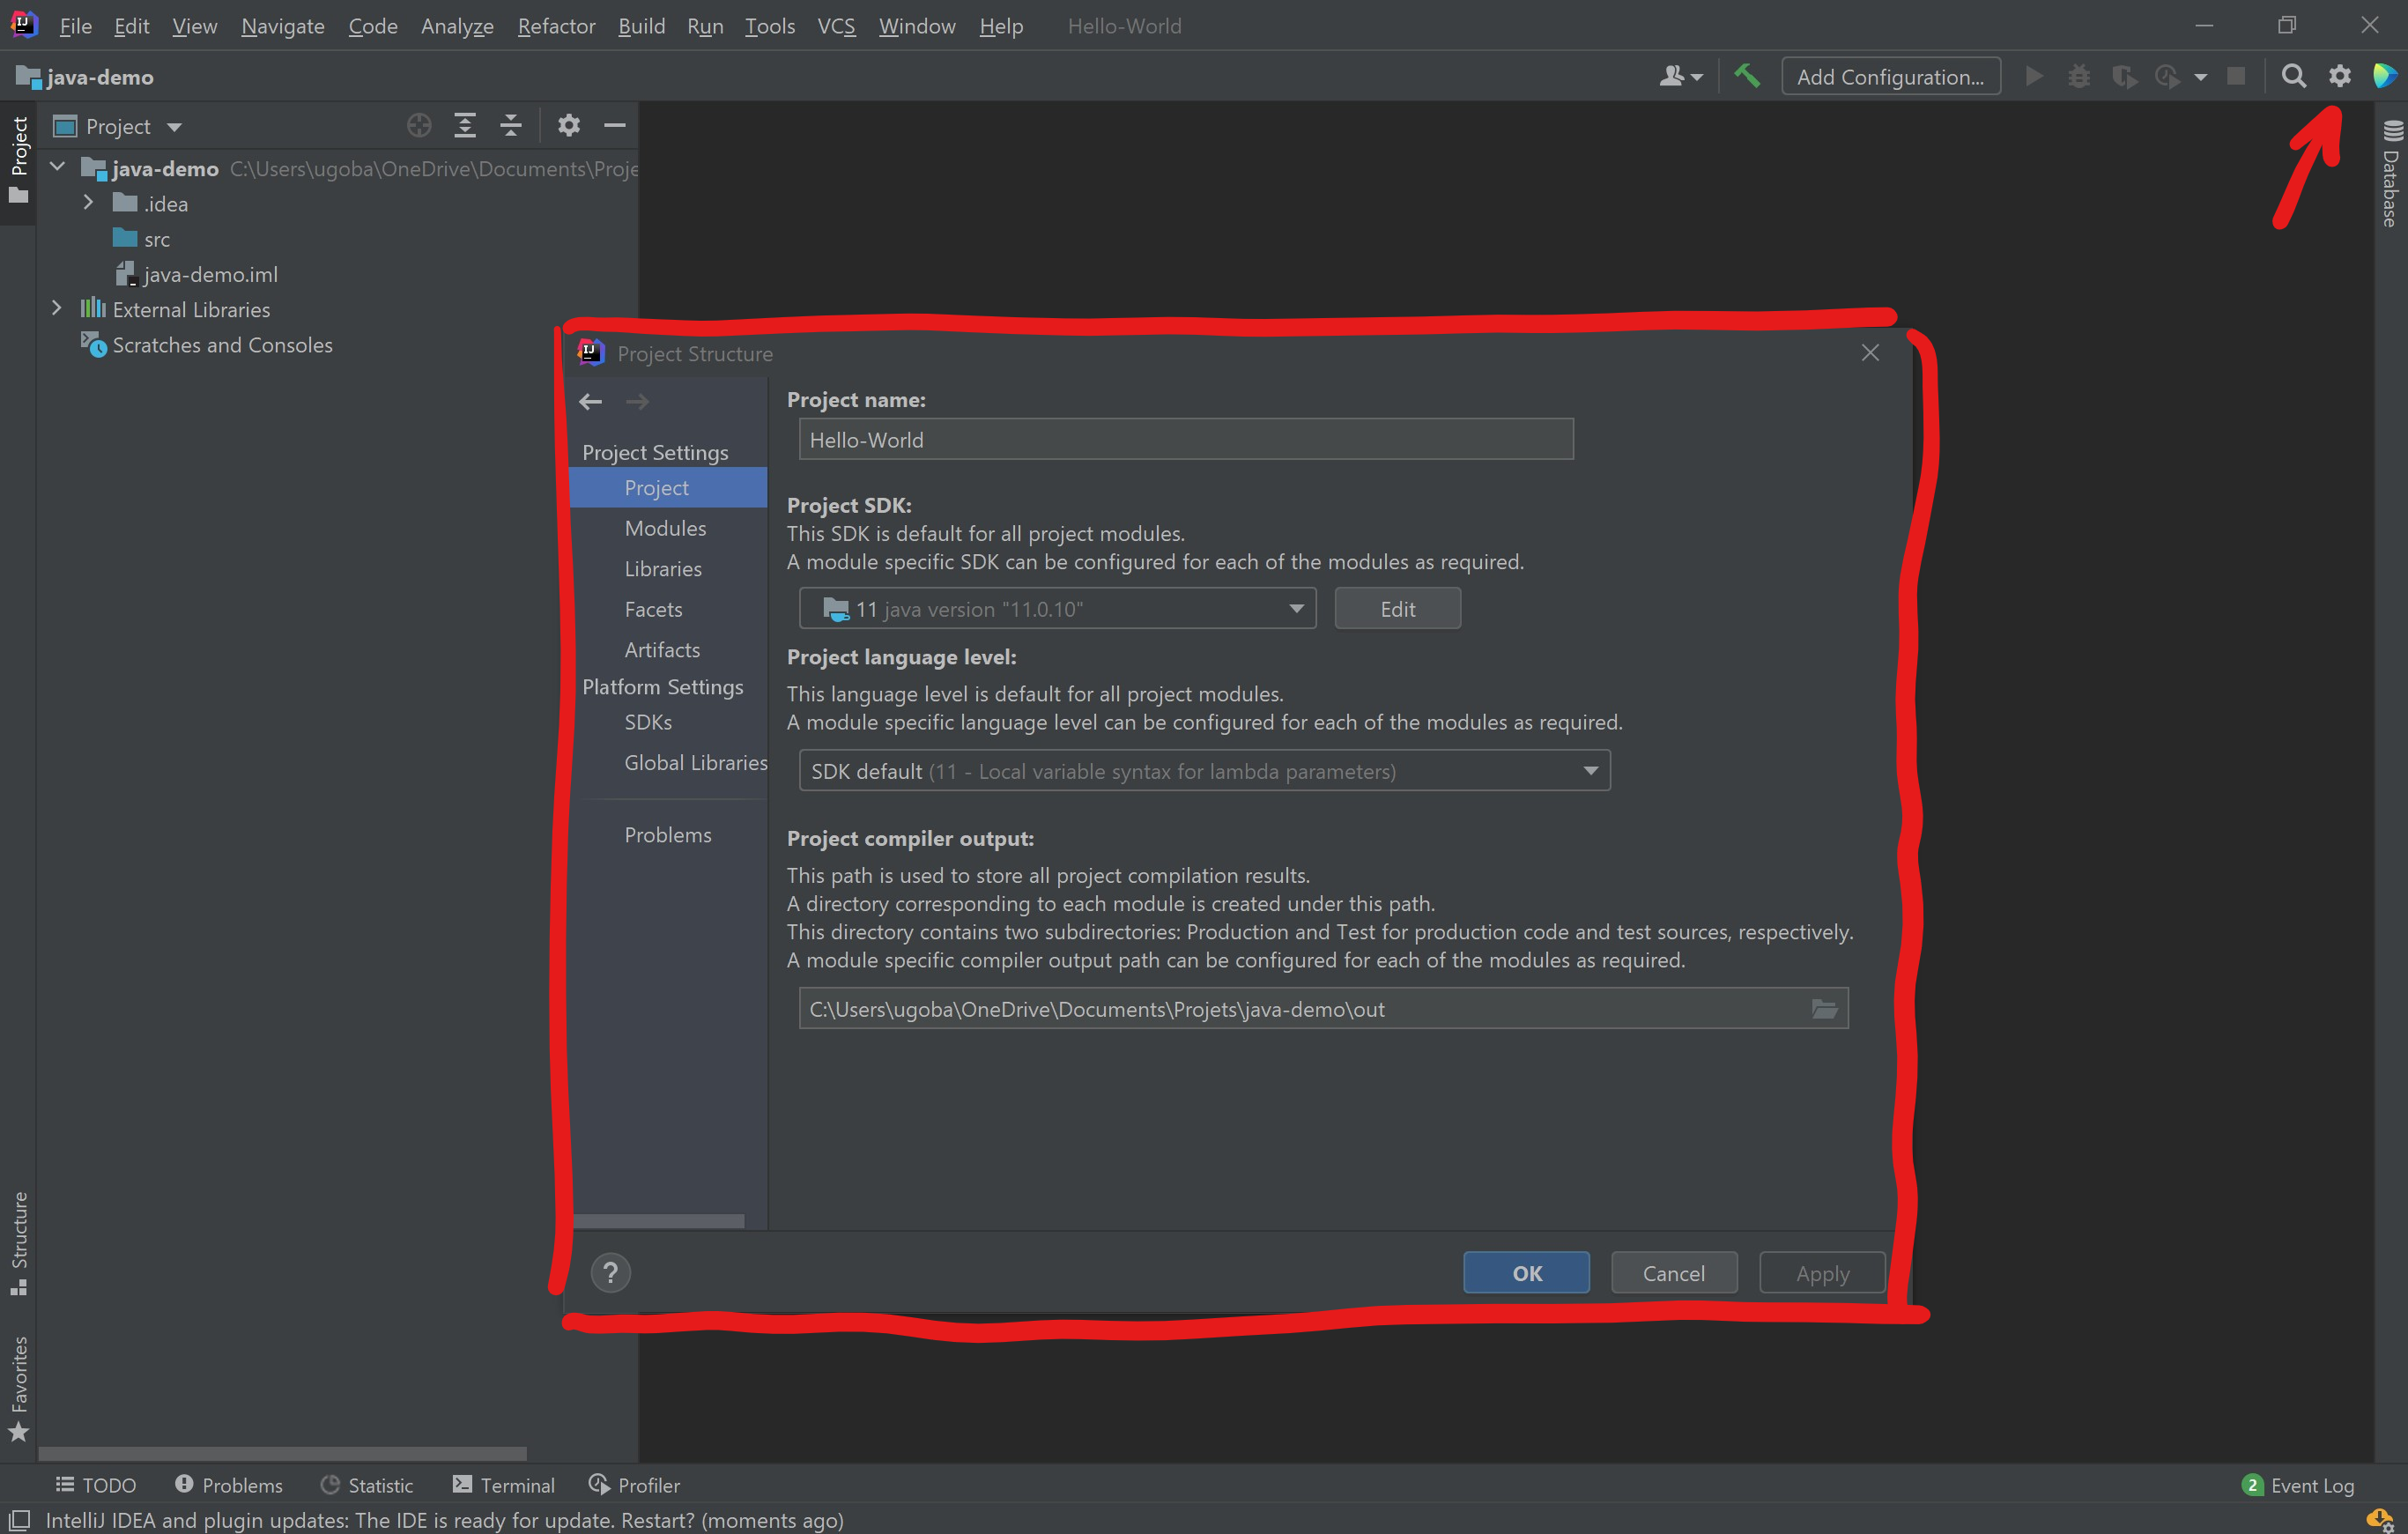 File Edit View Navigate Code Analyze Refactor Build Run Tools VCS Window Help Hello-World
java-demo
Add Configuration...
Project
Project
java-demo C:\Users\ugoba\OneDrive\Documents\Proje
.idea
src
java-demo.iml
External Libraries
Scratches and Consoles
Database
Project Structure
Project Settings
Project
Modules
Libraries
Facets
Artifacts
Platform Settings
SDKs
Global Libraries
Problems
Project name:
Hello-World
Project SDK:
This SDK is default for all project modules.
A module specific SDK can be configured for each of the modules as required.
11 java version "11.0.10"
Edit
Project language level:
This language level is default for all project modules.
A module specific language level can be configured for each of the modules as required.
SDK default (11 - Local variable syntax for lambda parameters)
Project compiler output:
This path is used to store all project compilation results.
A directory corresponding to each module is created under this path.
This directory contains two subdirectories: Production and Test for production code and test sources, respectively.
A module specific compiler output path can be configured for each of the modules as required.
C:\Users\ugoba\OneDrive\Documents\Projets\java-demo\out
?
OK
Cancel
Apply
Structure
Favorites
TODO Problems Statistic Terminal Profiler
2 Event Log
IntelliJ IDEA and plugin updates: The IDE is ready for update. Restart? (moments ago)